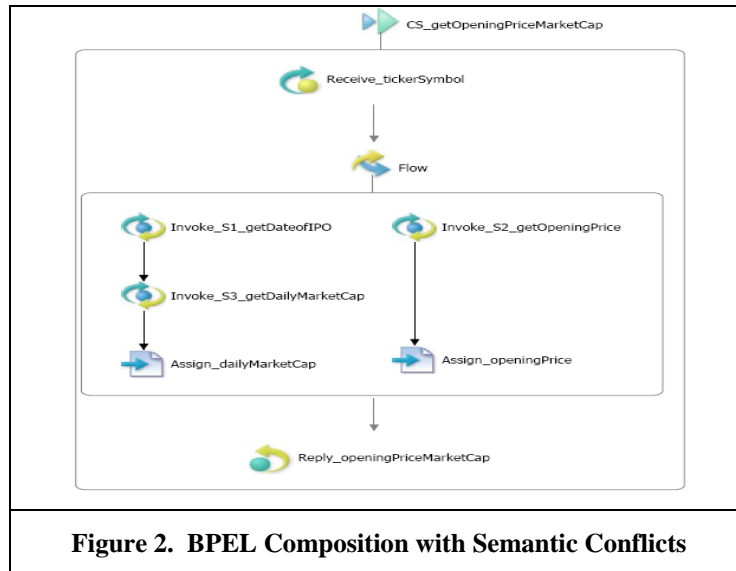 CS_getOpeningPriceMarketCap
Receive_tickerSymbol
Flow
Invoke_S1_getDateofIPO
Invoke_S2_getOpeningPrice
Invoke_S3_getDailyMarketCap
Assign_dailyMarketCap
Assign_openingPrice
Reply_openingPriceMarketCap
Figure 2. BPEL Composition with Semantic Conflicts